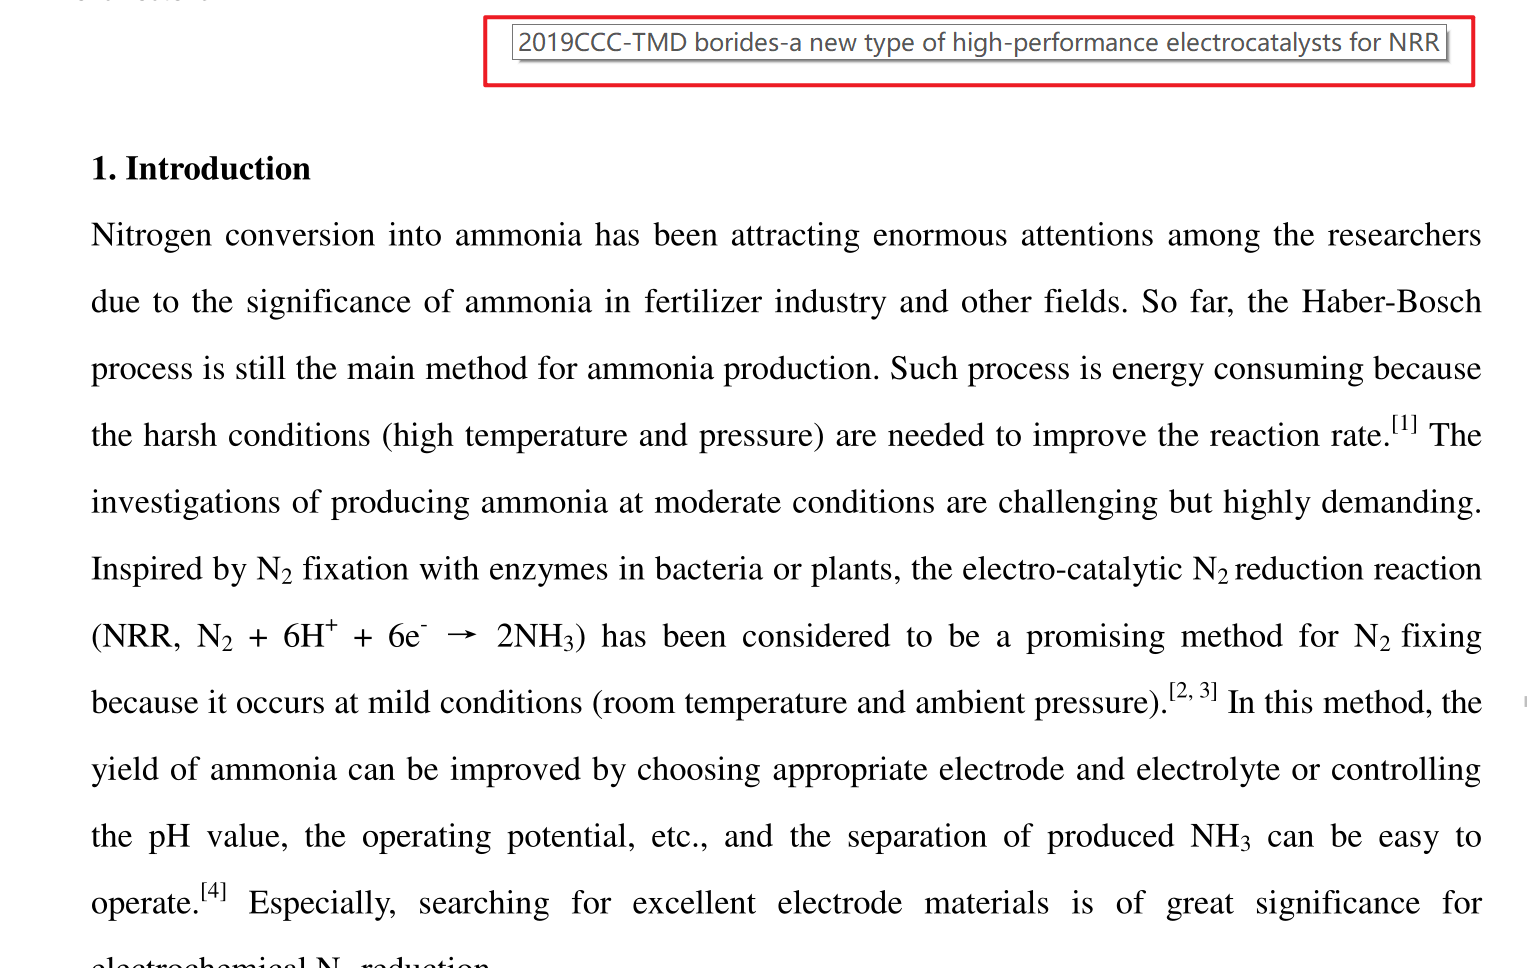 2019CCC-TMD borides-a new type of high-performance electrocatalysts for NRR
1. Introduction
Nitrogen conversion into ammonia has been attracting enormous attentions among the researchers
due to the significance of ammonia in fertilizer industry and other fields. So far, the Haber-Bosch
process is still the main method for ammonia production. Such process is energy consuming because
the harsh conditions (high temperature and pressure) are needed to improve the reaction rate.[1] The
investigations of producing ammonia at moderate conditions are challenging but highly demanding.
Inspired by N₂ fixation with enzymes in bacteria or plants, the electro-catalytic N₂ reduction reaction
(NRR, N₂ + 6H⁺ + 6e⁻ → 2NH₃) has been considered to be a promising method for N₂ fixing
because it occurs at mild conditions (room temperature and ambient pressure).[2, 3] In this method, the
yield of ammonia can be improved by choosing appropriate electrode and electrolyte or controlling
the pH value, the operating potential, etc., and the separation of produced NH₃ can be easy to
operate.[4] Especially, searching for excellent electrode materials is of great significance for
electrochemical N₂ reduction